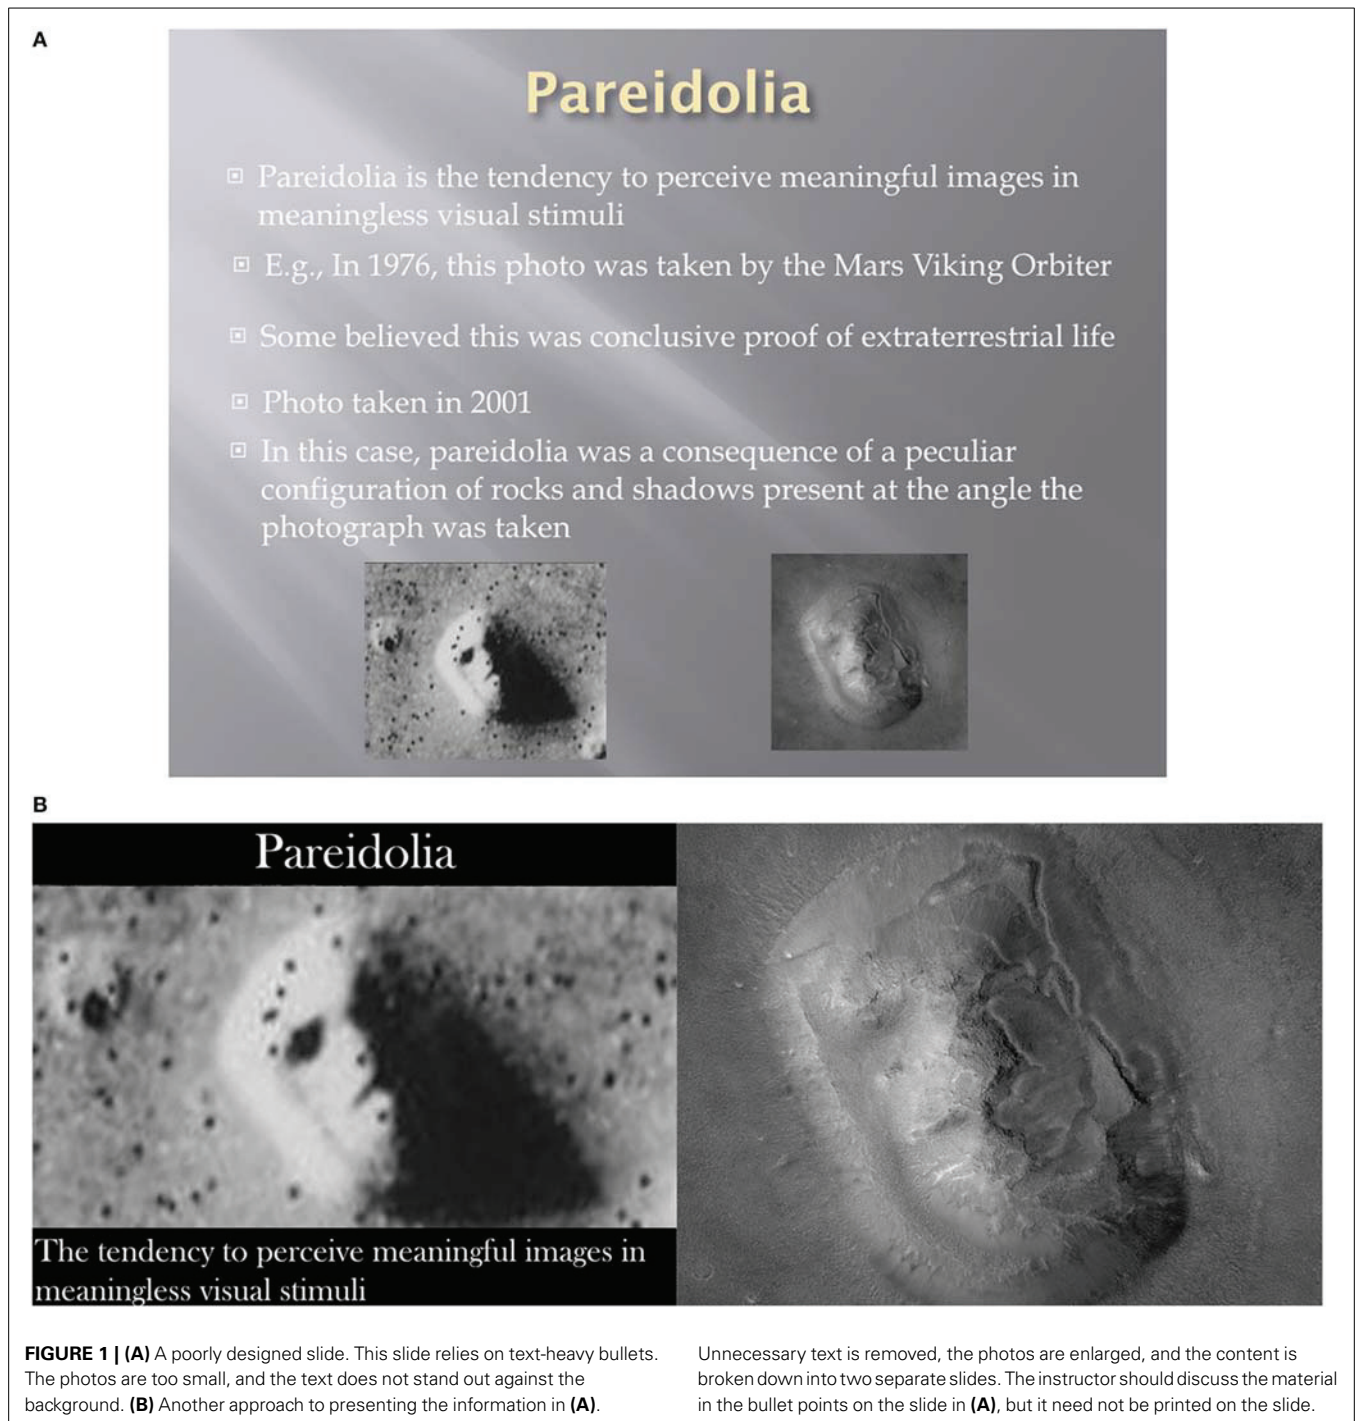 A
Pareidolia
Pareidolia is the tendency to perceive meaningful images in
meaningless visual stimuli
E.g., In 1976, this photo was taken by the Mars Viking Orbiter
Some believed this was conclusive proof of extraterrestrial life
Photo taken in 2001
In this case, pareidolia was a consequence of a peculiar
configuration of rocks and shadows present at the angle the
photograph was taken
B
Pareidolia
The tendency to perceive meaningful images in
meaningless visual stimuli
FIGURE 1 | (A) A poorly designed slide. This slide relies on text-heavy bullets.
The photos are too small, and the text does not stand out against the
background. (B) Another approach to presenting the information in (A).
Unnecessary text is removed, the photos are enlarged, and the content is
broken down into two separate slides. The instructor should discuss the material
in the bullet points on the slide in (A), but it need not be printed on the slide.